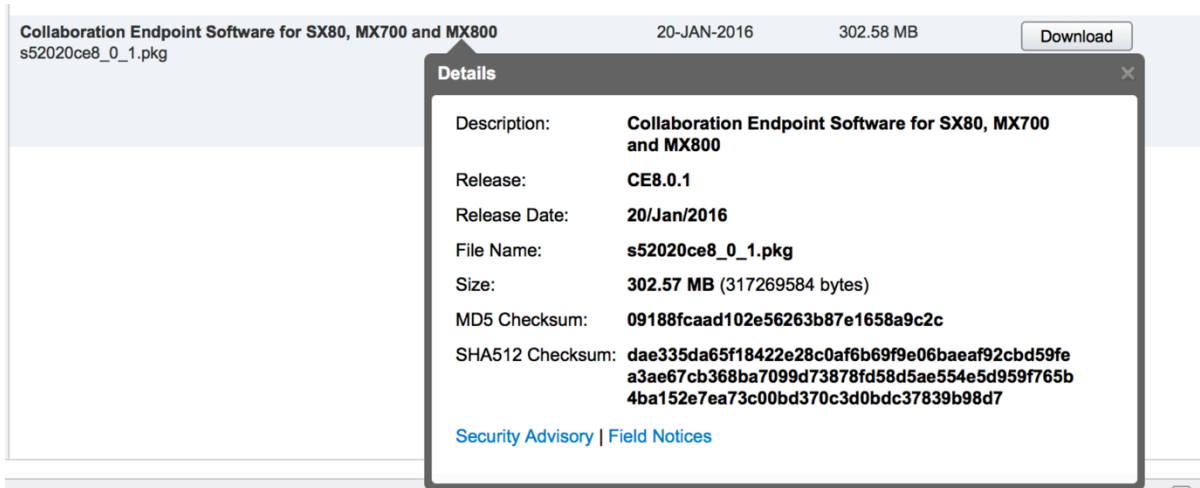 Collaboration Endpoint Software for SX80, MX700 and MX800 20-JAN-2016 302.58 MB Download
s52020ce8_0_1.pkg
Details ×
Description: Collaboration Endpoint Software for SX80, MX700
and MX800
Release: CE8.0.1
Release Date: 20/Jan/2016
File Name: s52020ce8_0_1.pkg
Size: 302.57 MB (317269584 bytes)
MD5 Checksum: 09188fcaad102e56263b87e1658a9c2c
SHA512 Checksum: dae335da65f18422e28c0af6b69f9e06baeaf92cbd59fe
a3ae67cb368ba7099d73878fd58d5ae554e5d959f765b
4ba152e7ea73c00bd370c3d0bdc37839b98d7
Security Advisory | Field Notices